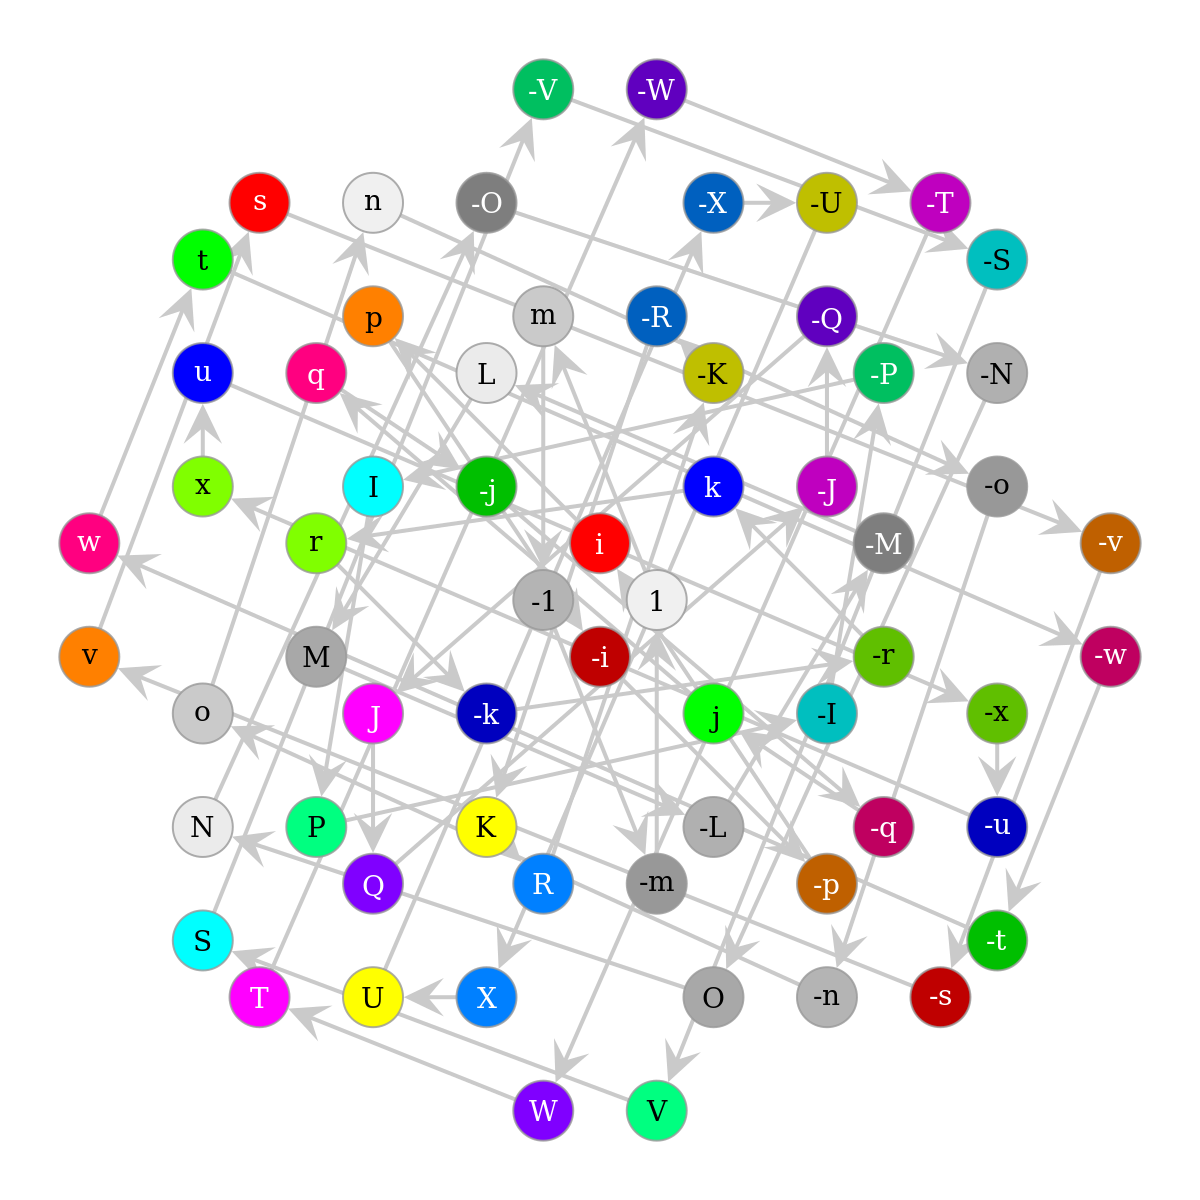 -V -W
s n -O -X -U -T
t -S
p m -R -Q
u q L -K -P -N
x I -j k -J -o
w r i -M -v
-1 1
v M -i -r -w
o J -k j -I -x
N P K -L -q -u
Q R -m -p
S -t
T U X O -n -s
W V